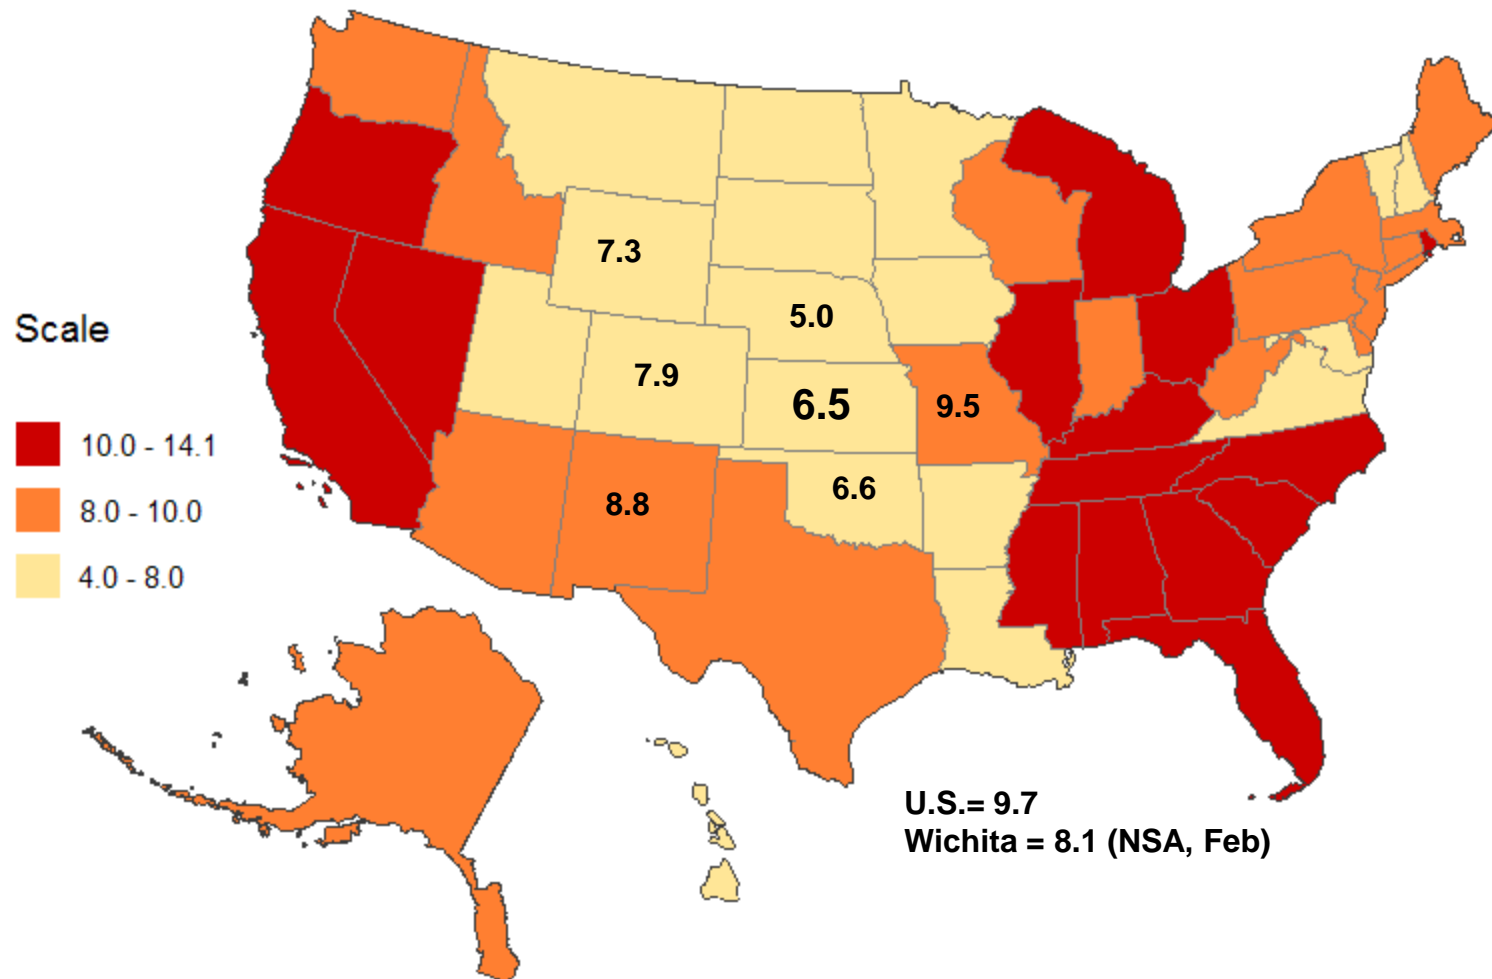 7.3
5.0
Scale
7.9
6.5
9.5
10.0 - 14.1
8.0 - 10.0
8.8
6.6
4.0 - 8.0
U.S.= 9.7
Wichita = 8.1 (NSA, Feb)